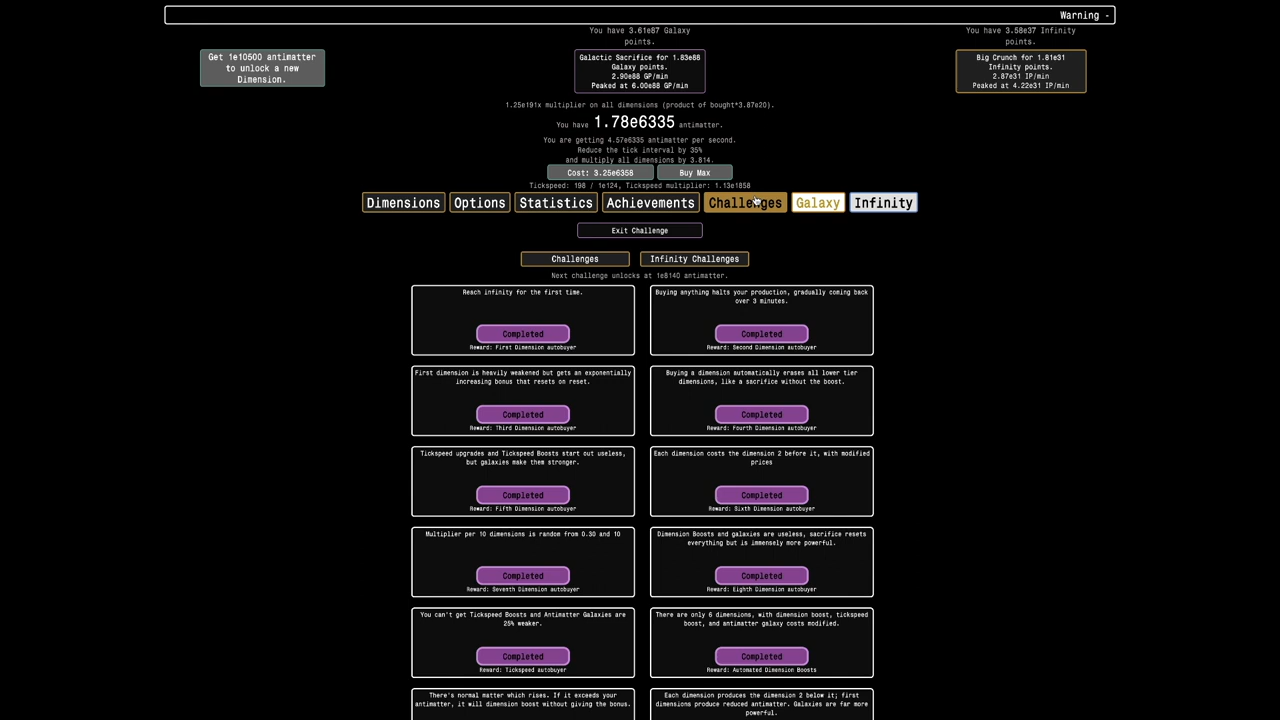 Warning -
You have 3.61e87 Galaxy
points.
You have 3.58e37 Infinity
points.
Get 1e10500 antimatter
to unlock a new
Dimension.
Galactic Sacrifice for 1.83e88
Galaxy points.
2.90e88 GP/min
Peaked at 6.00e88 GP/min
Big Crunch for 1.81e31
Infinity points.
2.87e31 IP/min
Peaked at 4.22e31 IP/min
1.25e191x multiplier on all dimensions (product of bought*3.87e20).
You have 1.78e6335 antimatter.
You are getting 4.57e6335 antimatter per second.
Reduce the tick interval by 35%
and multiply all dimensions by 3.814.
Cost: 3.25e6358
Buy Max
Tickspeed: 198 / 1e124, Tickspeed multiplier: 1.13e1858
Dimensions
Options
Statistics
Achievements
Challenges
Galaxy
Infinity
Exit Challenge
Challenges
Infinity Challenges
Next challenge unlocks at 1e8140 antimatter.
Reach infinity for the first time.
Completed
Reward: First Dimension autobuyer
Buying anything halts your production, gradually coming back
over 3 minutes.
Completed
Reward: Second Dimension autobuyer
First dimension is heavily weakened but gets an exponentially
increasing bonus that resets on reset.
Completed
Reward: Third Dimension autobuyer
Buying a dimension automatically erases all lower tier
dimensions, like a sacrifice without the boost.
Completed
Reward: Fourth Dimension autobuyer
Tickspeed upgrades and Tickspeed Boosts start out useless,
but galaxies make them stronger.
Completed
Reward: Fifth Dimension autobuyer
Each dimension costs the dimension 2 before it, with modified
prices
Completed
Reward: Sixth Dimension autobuyer
Multiplier per 10 dimensions is random from 0.30 and 10
Completed
Reward: Seventh Dimension autobuyer
Dimension Boosts and galaxies are useless, sacrifice resets
everything but is immensely more powerful.
Completed
Reward: Eighth Dimension autobuyer
You can't get Tickspeed Boosts and Antimatter Galaxies are
25% weaker.
Completed
Reward: Tickspeed autobuyer
There are only 6 dimensions, with dimension boost, tickspeed
boost, and antimatter galaxy costs modified.
Completed
Reward: Automated Dimension Boosts
There's normal matter which rises. If it exceeds your
antimatter, it will dimension boost without giving the bonus.
Each dimension produces the dimension 2 below it; first
dimensions produce reduced antimatter. Galaxies are far more
powerful.